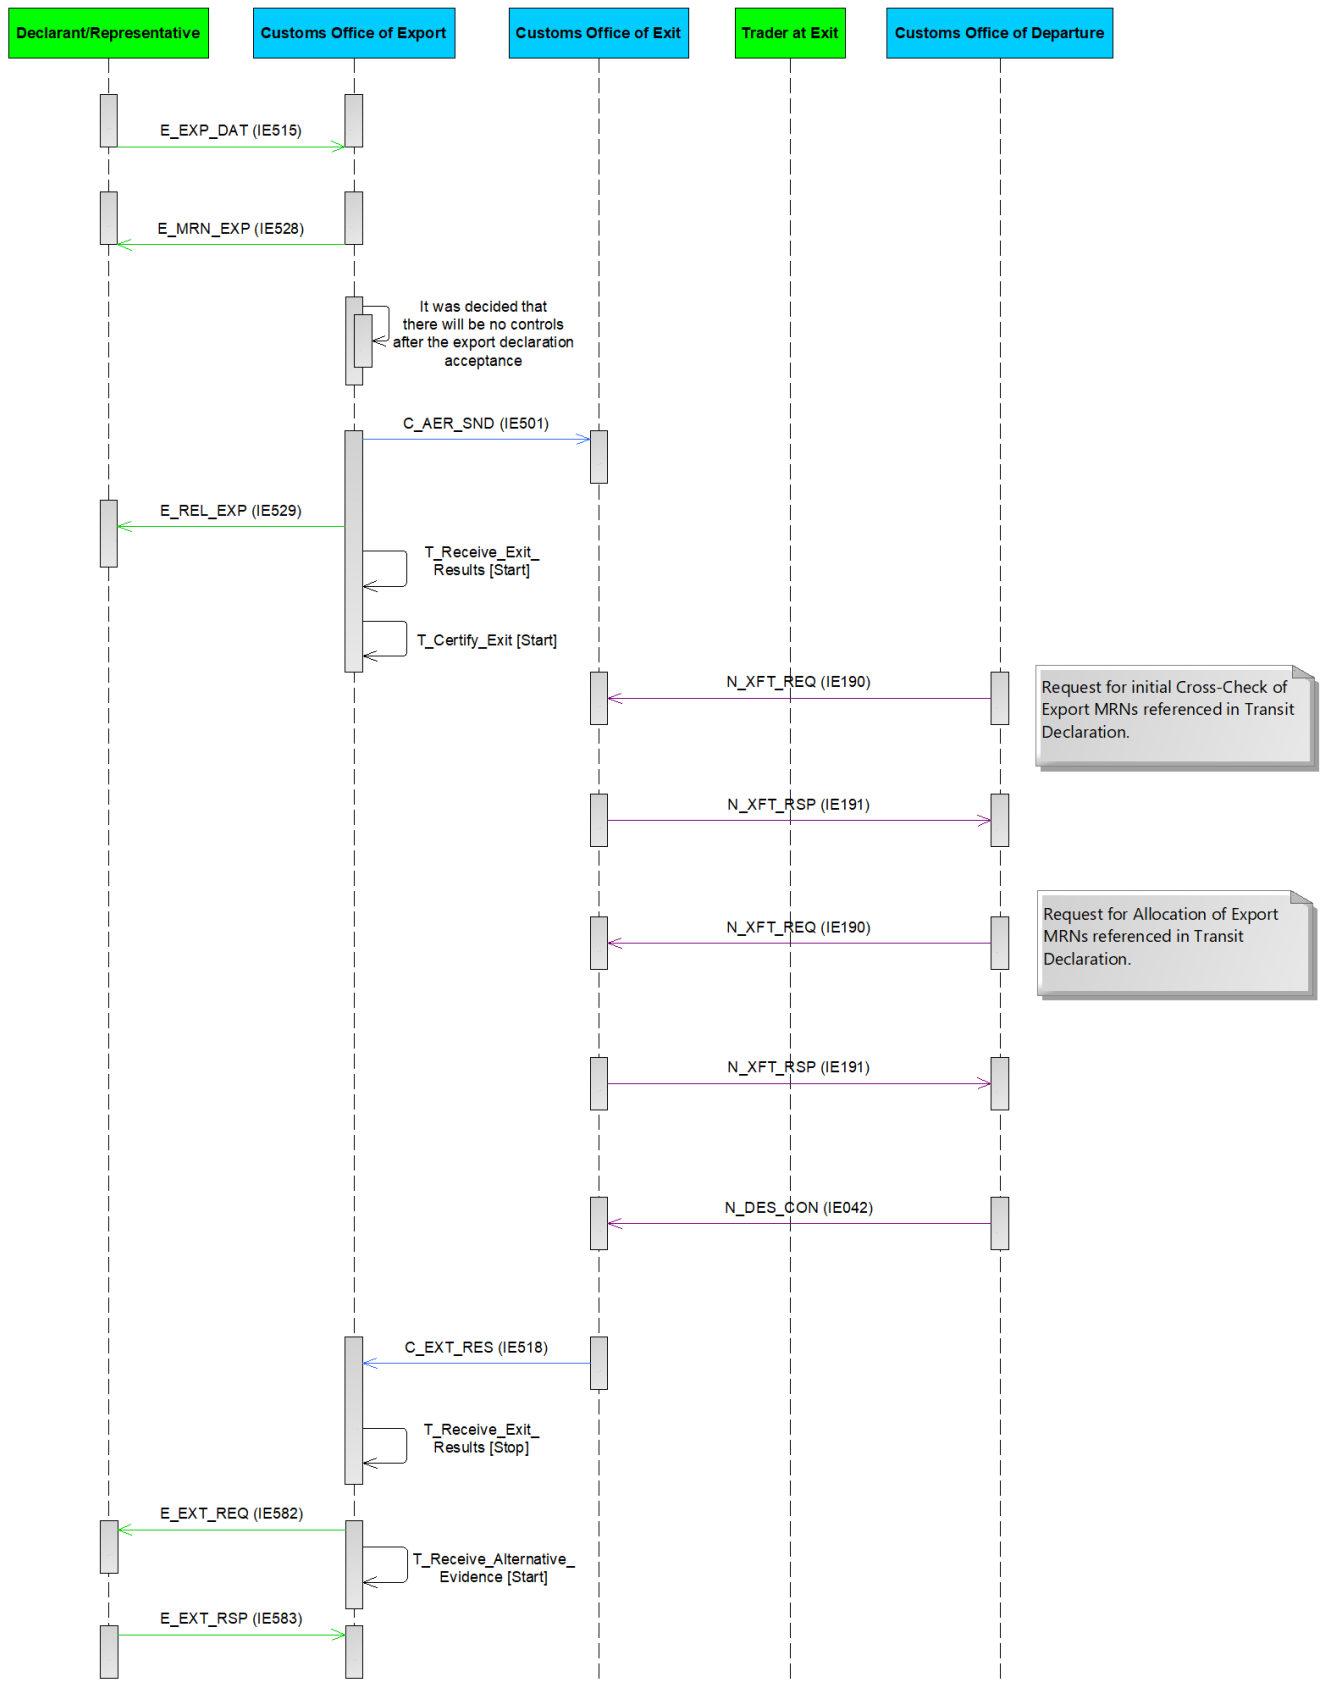 Declarant/Representative
Customs Office of Export
Customs Office of Exit
Trader at Exit
Customs Office of Departure
E_EXP_DAT (IE515)
E_MRN_EXP (IE528)
It was decided that
there will be no controls
after the export declaration
acceptance
C_AER_SND (IE501)
E_REL_EXP (IE529)
T_Receive_Exit_
Results [Start]
T_Certify_Exit [Start]
N_XFT_REQ (IE190)
Request for initial Cross-Check of
Export MRNs referenced in Transit
Declaration.
N_XFT_RSP (IE191)
N_XFT_REQ (IE190)
Request for Allocation of Export
MRNs referenced in Transit
Declaration.
N_XFT_RSP (IE191)
N_DES_CON (IE042)
C_EXT_RES (IE518)
T_Receive_Exit_
Results [Stop]
E_EXT_REQ (IE582)
T_Receive_Alternative_
Evidence [Start]
E_EXT_RSP (IE583)